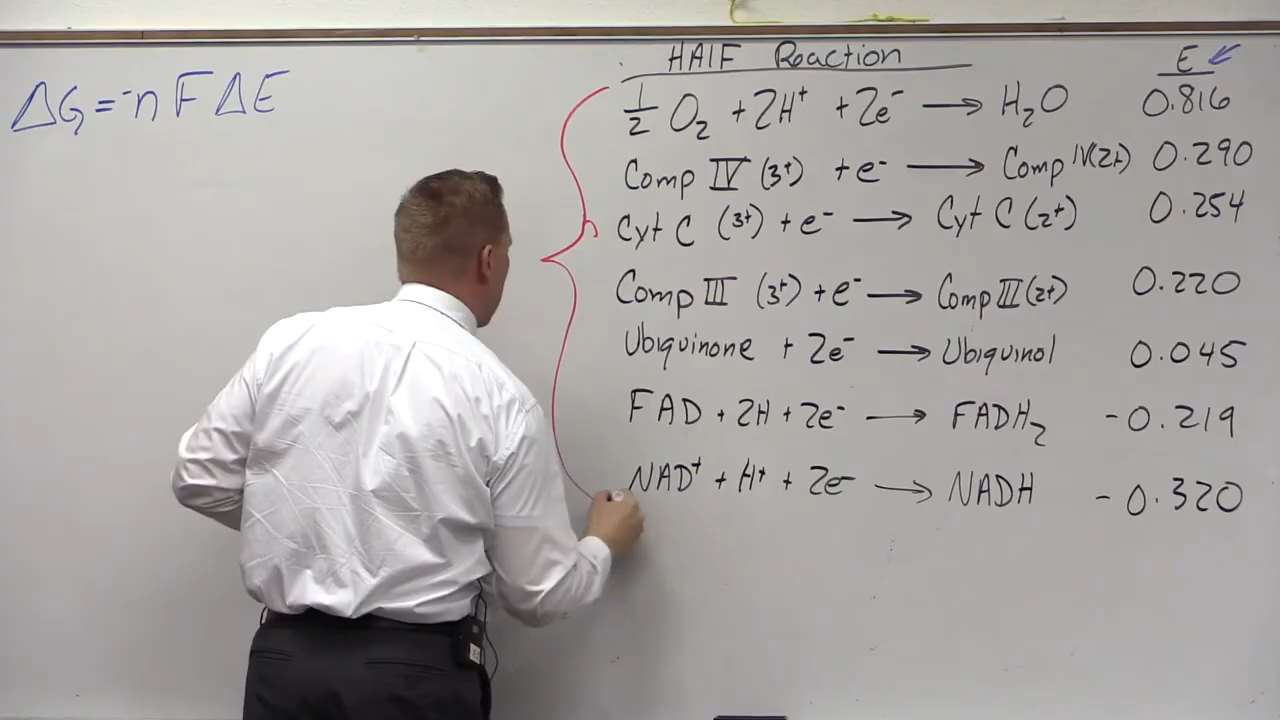 ΔG = -n F ΔE
HAlF Reaction E
1/2 O₂ + 2H⁺ + 2e⁻ → H₂O 0.816
Comp IV (3+) + e⁻ → Comp IV(2+) 0.290
Cyt C (3+) + e⁻ → Cyt C (2+) 0.254
Comp III (3+) + e⁻ → Comp III (2+) 0.220
Ubiquinone + 2e⁻ → Ubiquinol 0.045
FAD + 2H + 2e⁻ → FADH₂ -0.219
NAD⁺ + H⁺ + 2e⁻ → NADH -0.320